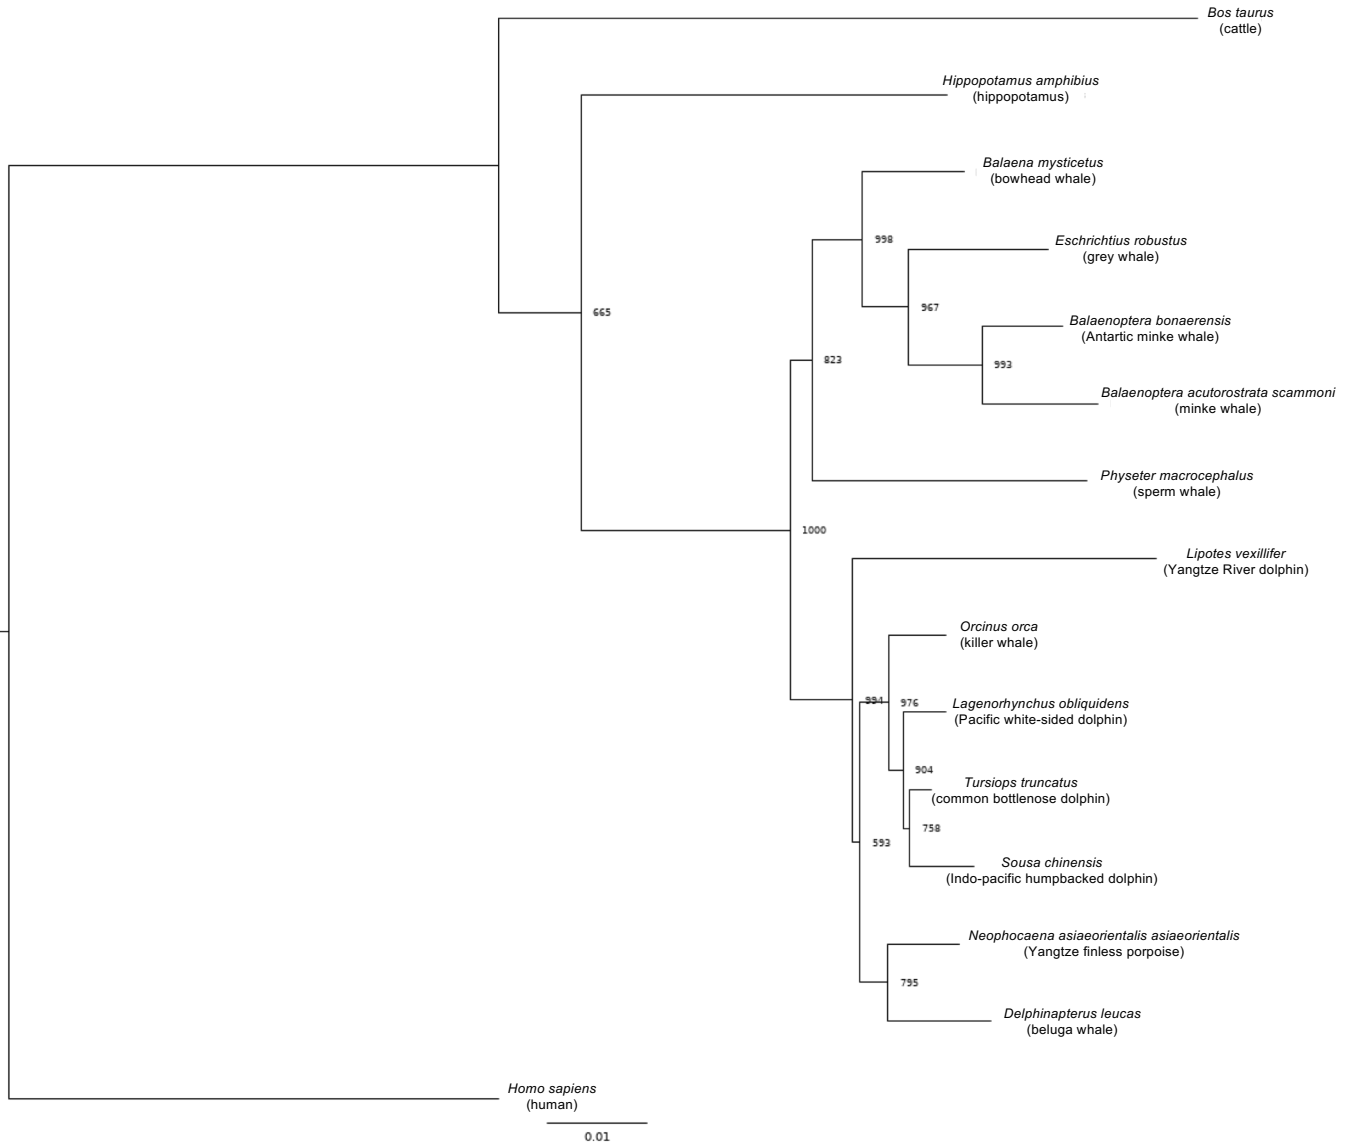 Bos taurus
(cattle)
Hippopotamus amphibius
(hippopotamus)
Balaena mysticetus
(bowhead whale)
998
Eschrichtius robustus
(grey whale)
967
665
Balaenoptera bonaerensis
(Antartic minke whale)
823
993
Balaenoptera acutorostrata scammoni
(minke whale)
Physeter macrocephalus
(sperm whale)
1000
Lipotes vexillifer
(Yangtze River dolphin)
Orcinus orca
(killer whale)
994
976
Lagenorhynchus obliquidens
(Pacific white-sided dolphin)
904
Tursiops truncatus
(common bottlenose dolphin)
758
593
Sousa chinensis
(Indo-pacific humpbacked dolphin)
Neophocaena asiaeorientalis asiaeorientalis
(Yangtze finless porpoise)
795
Delphinapterus leucas
(beluga whale)
Homo sapiens
(human)
0.01